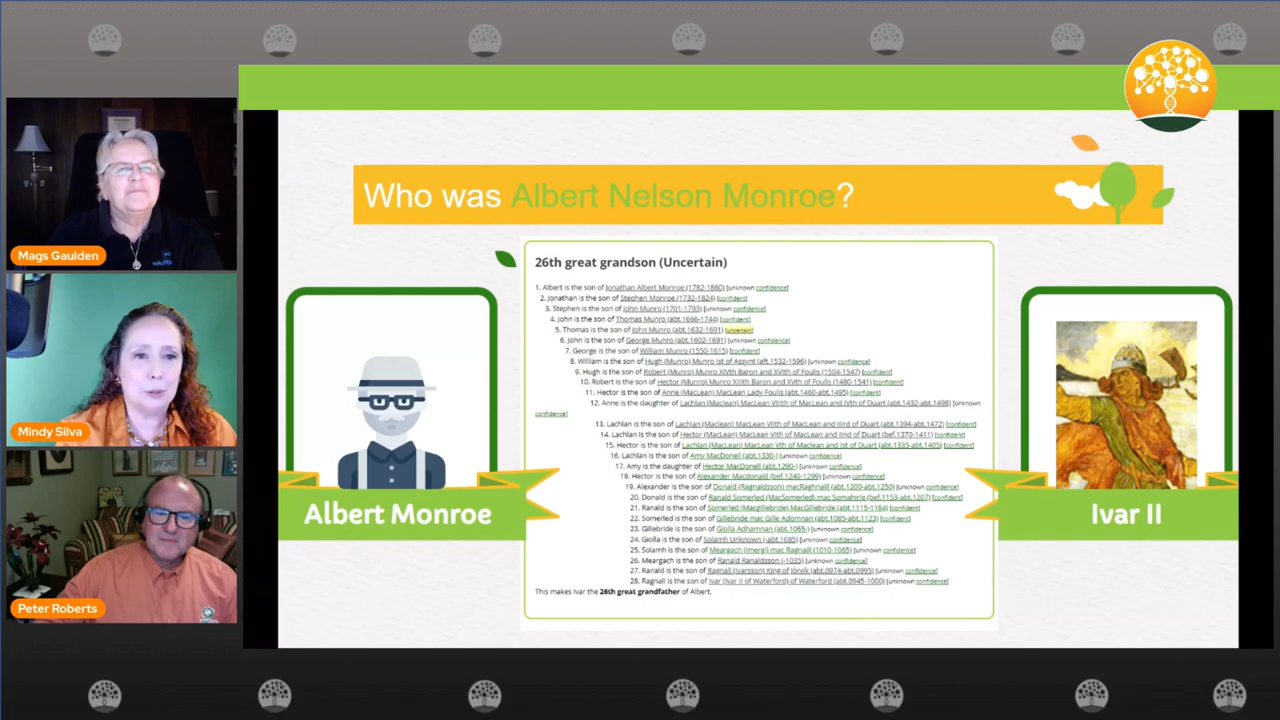 Who was Albert Nelson Monroe?
Mags Gaulden
Mindy Silva
Peter Roberts
Albert Monroe
26th great grandson (Uncertain)
1. Albert is the son of Jonathan Albert Monroe (1782-1860) [unknown confidence]
2. Jonathan is the son of Stephen Monroe (1732-1824) [confident]
3. Stephen is the son of John Munro (1701-1793) [unknown confidence]
4. John is the son of Thomas Munro (abt.1666-1744) [confident]
5. Thomas is the son of John Munro (abt.1632-1691) [uncertain]
6. John is the son of George Munro (abt.1602-1691) [unknown confidence]
7. George is the son of William Munro (1550-1615) [confident]
8. William is the son of Hugh (Munro) Munro Ist of Assynt (aft.1532-1596) [unknown confidence]
9. Hugh is the son of Robert (Munro) Munro XIVth Baron and XVIth of Foulis (1504-1547) [confident]
10. Robert is the son of Hector (Munro) Munro XIIIth Baron and XVth of Foulis (1480-1541) [confident]
11. Hector is the son of Anne (MacLean) MacLean Lady Foulis (abt.1460-abt.1495) [confident]
12. Anne is the daughter of Lachlan (Maclean) MacLean VIIIth of MacLean and IVth of Duart (abt.1432-abt.1498) [unknown
confidence]
13. Lachlan is the son of Lachlan (Maclean) MacLean VIIth of MacLean and IIIrd of Duart (abt.1394-abt.1472) [confident]
14. Lachlan is the son of Hector (MacLean) MacLean VIth of MacLean and IInd of Duart (bef.1370-1411) [confident]
15. Hector is the son of Lachlan (MacLean) MacLean Vth of MacLean and Ist of Duart (abt.1335-abt.1405) [confident]
16. Lachlan is the son of Amy MacDonell (abt.1330-) [unknown confidence]
17. Amy is the daughter of Hector MacDonell (abt.1290-) [unknown confidence]
18. Hector is the son of Alexander Macdonald (bef.1240-1299) [unknown confidence]
19. Alexander is the son of Donald (Ragnaldsson) macRaghnaill (abt.1200-abt.1250) [unknown confidence]
20. Donald is the son of Ranald Somerled (MacSomerled) mac Somahirle (bef.1153-abt.1207) [confident]
21. Ranald is the son of Somerled (Macgillebride) MacGillebride (abt.1115-1164) [confident]
22. Somerled is the son of Gillebride mac Gille Adomnan (abt.1085-abt.1123) [confident]
23. Gillebride is the son of Giolla Adhamnan (abt.1065-) [unknown confidence]
24. Giolla is the son of Solamh Unknown (-abt.1085) [unknown confidence]
25. Solamh is the son of Meargach (Imergi) mac Ragnaill (1010-1065) [unknown confidence]
26. Meargach is the son of Ranald Ranaldsson (-1035) [unknown confidence]
27. Ranald is the son of Ragnall (Ivarsson) King of Jórvík (abt.0974-abt.0995) [unknown confidence]
28. Ragnall is the son of Ivar (Ivar II of Waterford) of Waterford (abt.0945-1000) [unknown confidence]
This makes Ivar the 26th great grandfather of Albert.
Ivar II